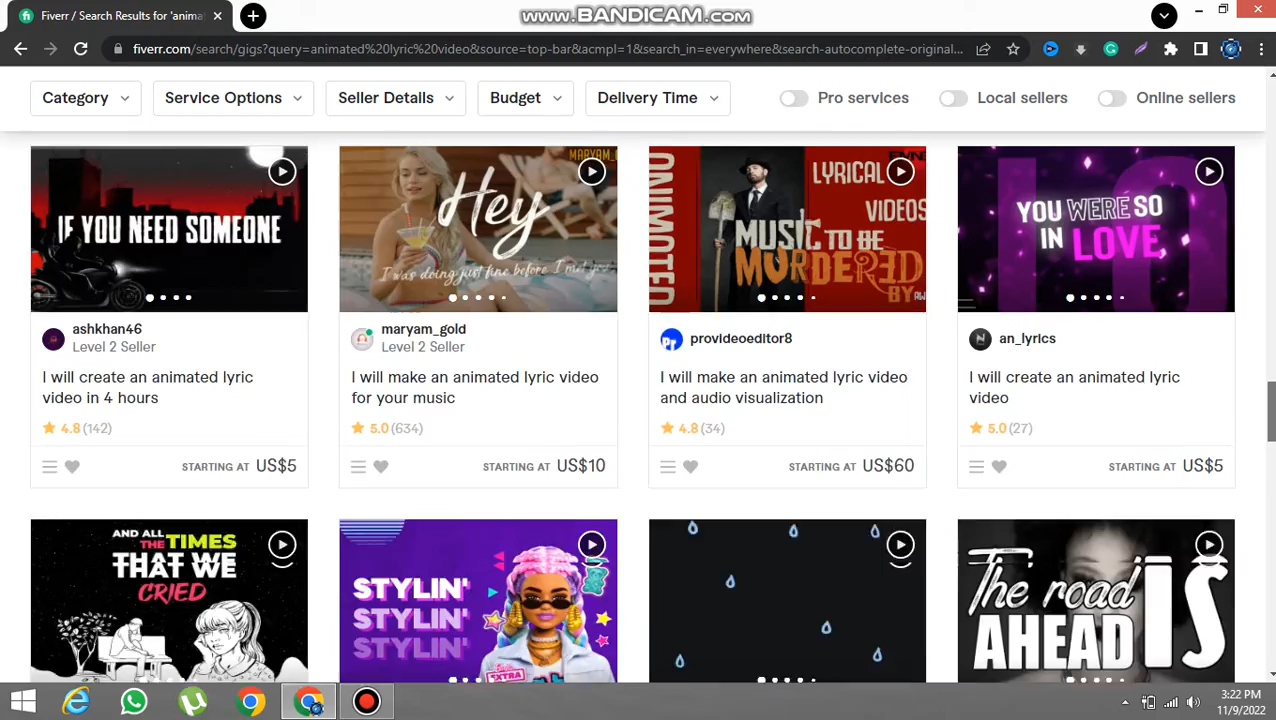 Fiverr / Search Results for 'anima
www.BANDICAM.com
fiverr.com/search/gigs?query=animated%20lyric%20video&source=top-bar&acmpl=1&search_in=everywhere&search-autocomplete-original...
Category
Service Options
Seller Details
Budget
Delivery Time
Pro services
Local sellers
Online sellers
IF YOU NEED SOMEONE
MARYAM_G
Hey
I was doing just fine before I met you
ANIMOTED
LYRICAL
VIDEOS
MUSIC TO BE
MURDERED
BY
YOU WERE SO
IN LOVE
ashkhan46
Level 2 Seller
I will create an animated lyric
video in 4 hours
4.8 (142)
STARTING AT US$5
maryam_gold
Level 2 Seller
I will make an animated lyric video
for your music
5.0 (634)
STARTING AT US$10
provideoeditor8
I will make an animated lyric video
and audio visualization
4.8 (34)
STARTING AT US$60
an_lyrics
I will create an animated lyric
video
5.0 (27)
STARTING AT US$5
AND ALL
THE TIMES
THAT WE
CRIED
STYLIN'
STYLIN'
STYLIN'
EXTRA
The road
AHEAD IS
3:22 PM
11/9/2022